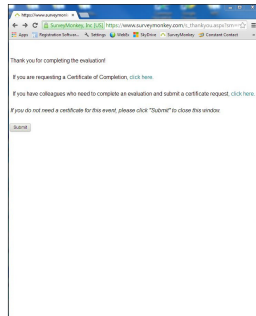 https://www.surveymon
SurveyMonkey, Inc [US] https://www.surveymonkey.com/s_thankyou.aspx?sm=
Apps Registration Softwar... Settings WebEx SkyDrive SurveyMonkey Constant Contact
Thank you for completing the evaluation!
If you are requesting a Certificate of Completion, click here.
If you have colleagues who need to complete an evaluation and submit a certificate request, click here.
If you do not need a certificate for this event, please click "Submit" to close this window.
Submit